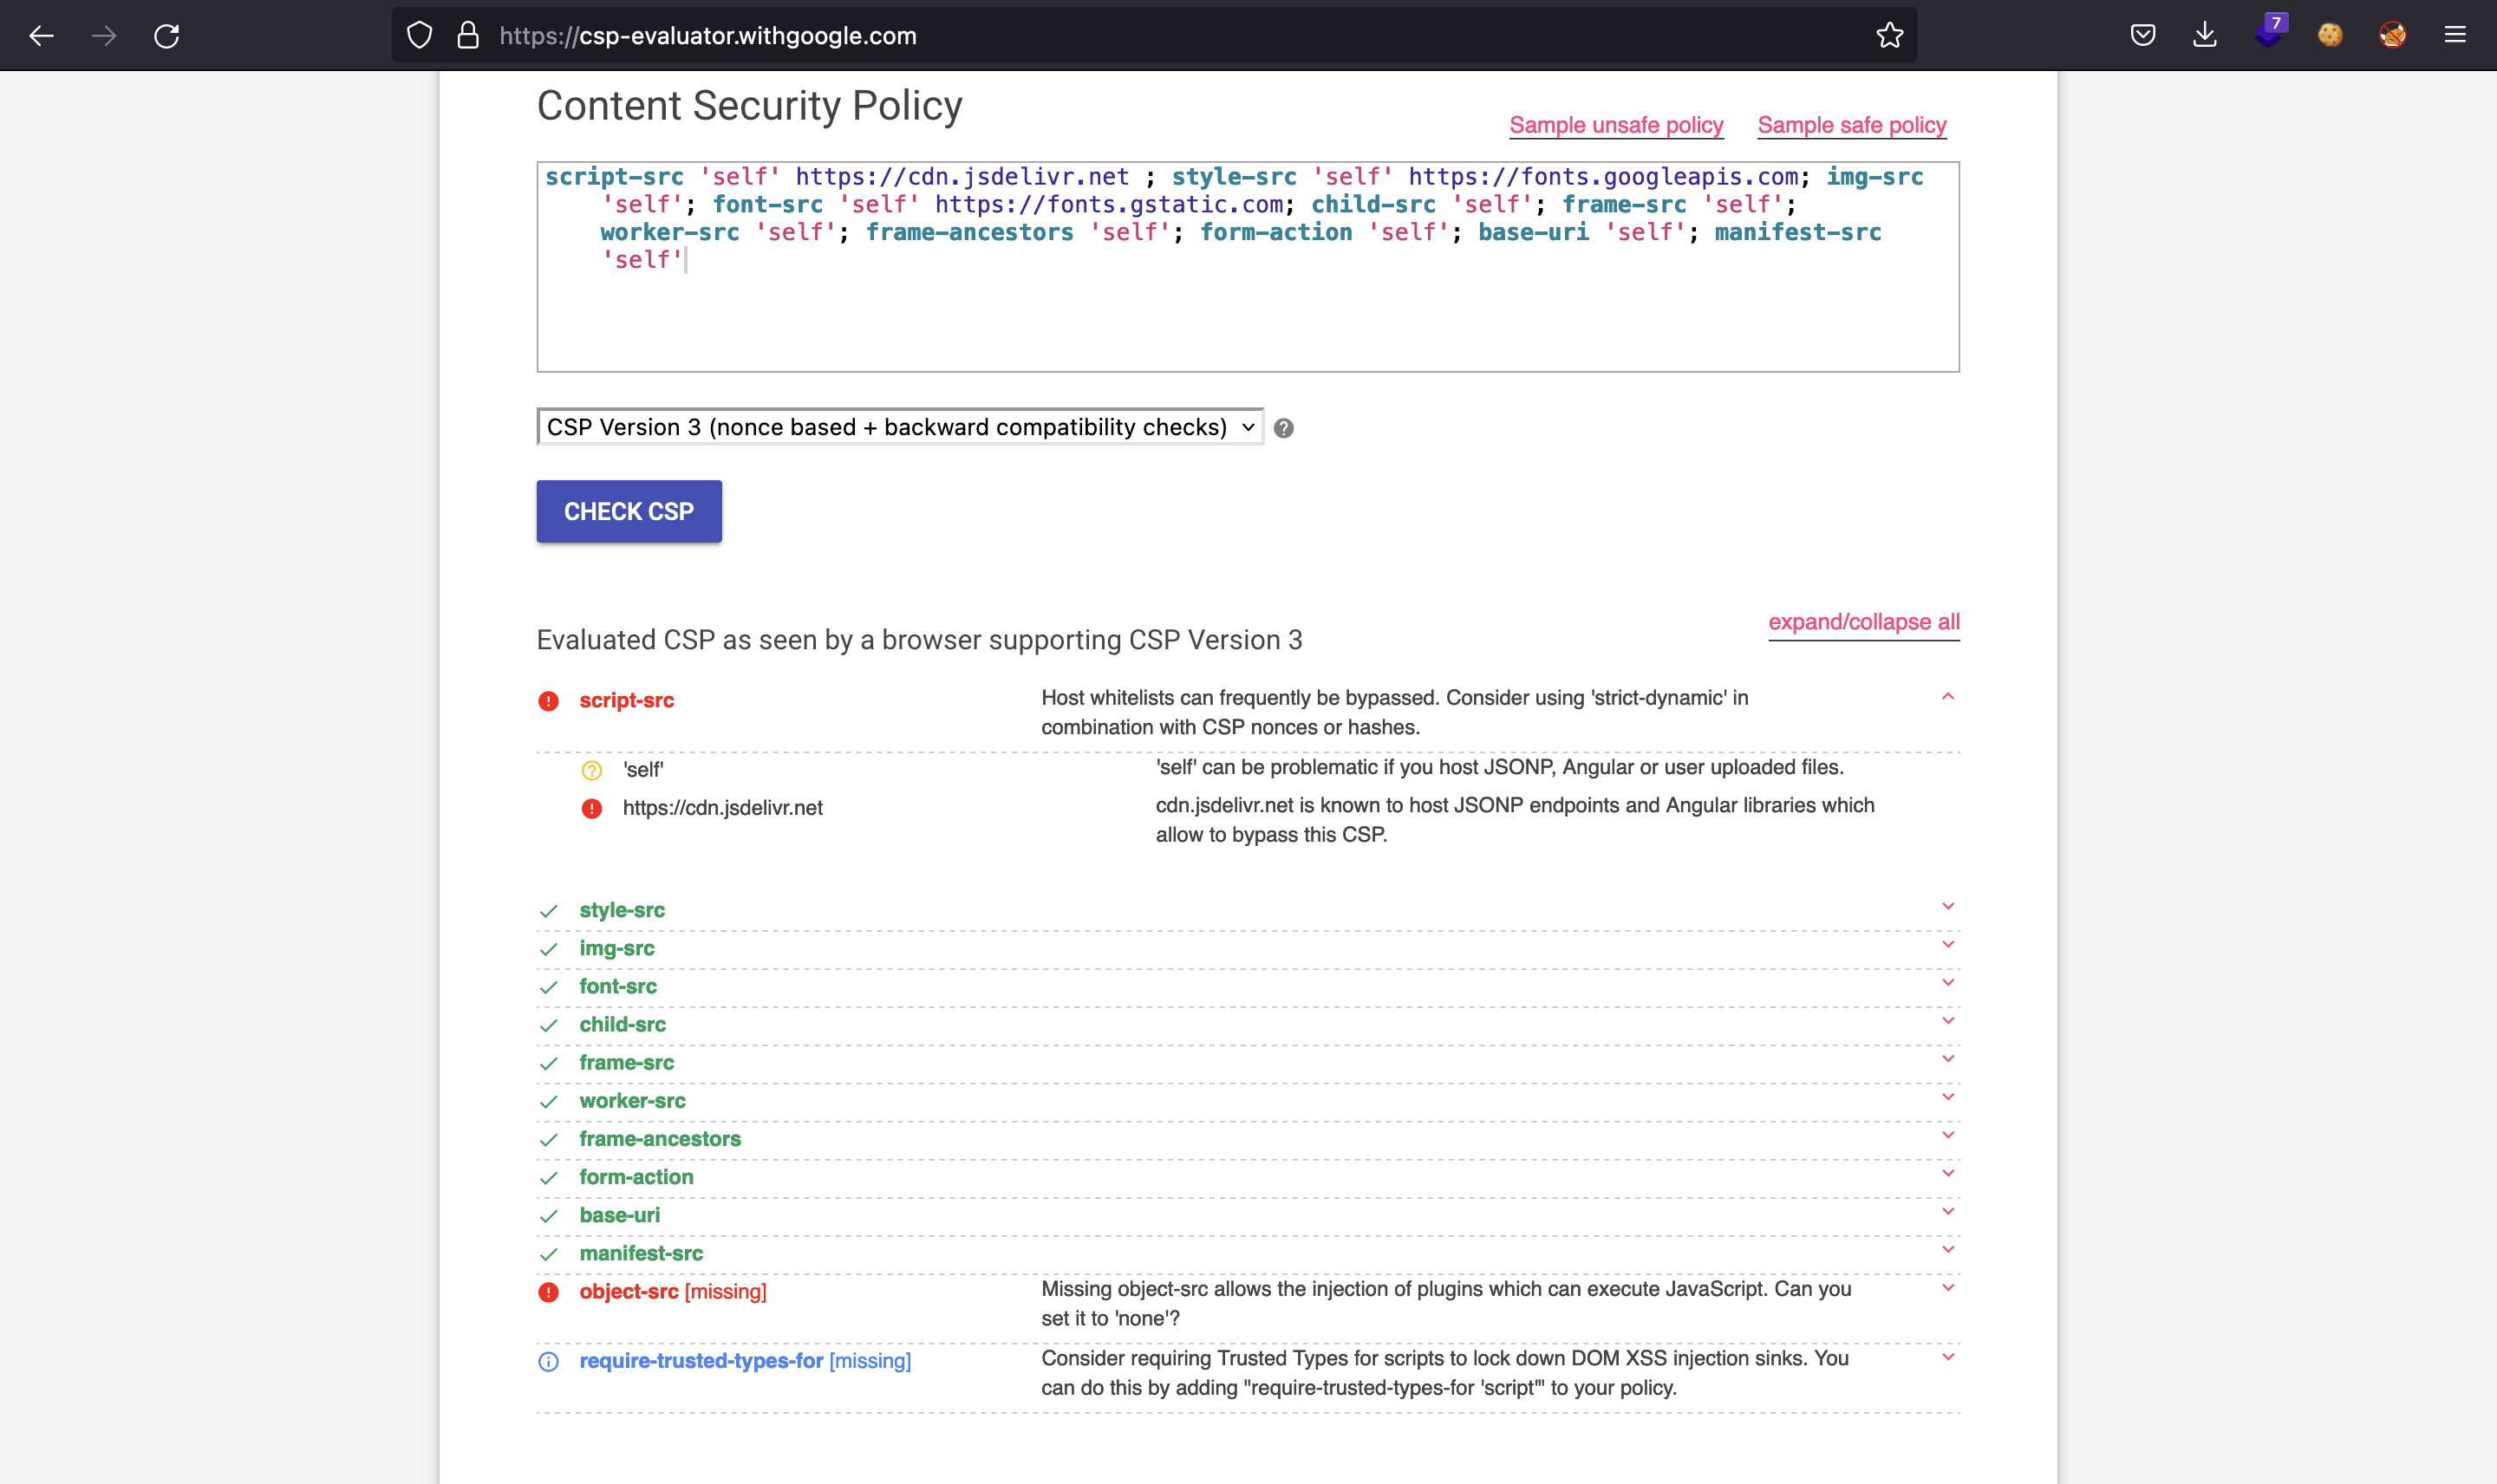 https://csp-evaluator.withgoogle.com
7
Content Security Policy
Sample unsafe policy
Sample safe policy
script-src 'self' https://cdn.jsdelivr.net ; style-src 'self' https://fonts.googleapis.com; img-src
'self'; font-src 'self' https://fonts.gstatic.com; child-src 'self'; frame-src 'self';
worker-src 'self'; frame-ancestors 'self'; form-action 'self'; base-uri 'self'; manifest-src
'self'
CSP Version 3 (nonce based + backward compatibility checks)
CHECK CSP
expand/collapse all
Evaluated CSP as seen by a browser supporting CSP Version 3
script-src
Host whitelists can frequently be bypassed. Consider using 'strict-dynamic' in
combination with CSP nonces or hashes.
'self'
'self' can be problematic if you host JSONP, Angular or user uploaded files.
https://cdn.jsdelivr.net
cdn.jsdelivr.net is known to host JSONP endpoints and Angular libraries which
allow to bypass this CSP.
style-src
img-src
font-src
child-src
frame-src
worker-src
frame-ancestors
form-action
base-uri
manifest-src
object-src [missing]
Missing object-src allows the injection of plugins which can execute JavaScript. Can you
set it to 'none'?
require-trusted-types-for [missing]
Consider requiring Trusted Types for scripts to lock down DOM XSS injection sinks. You
can do this by adding "require-trusted-types-for 'script'" to your policy.